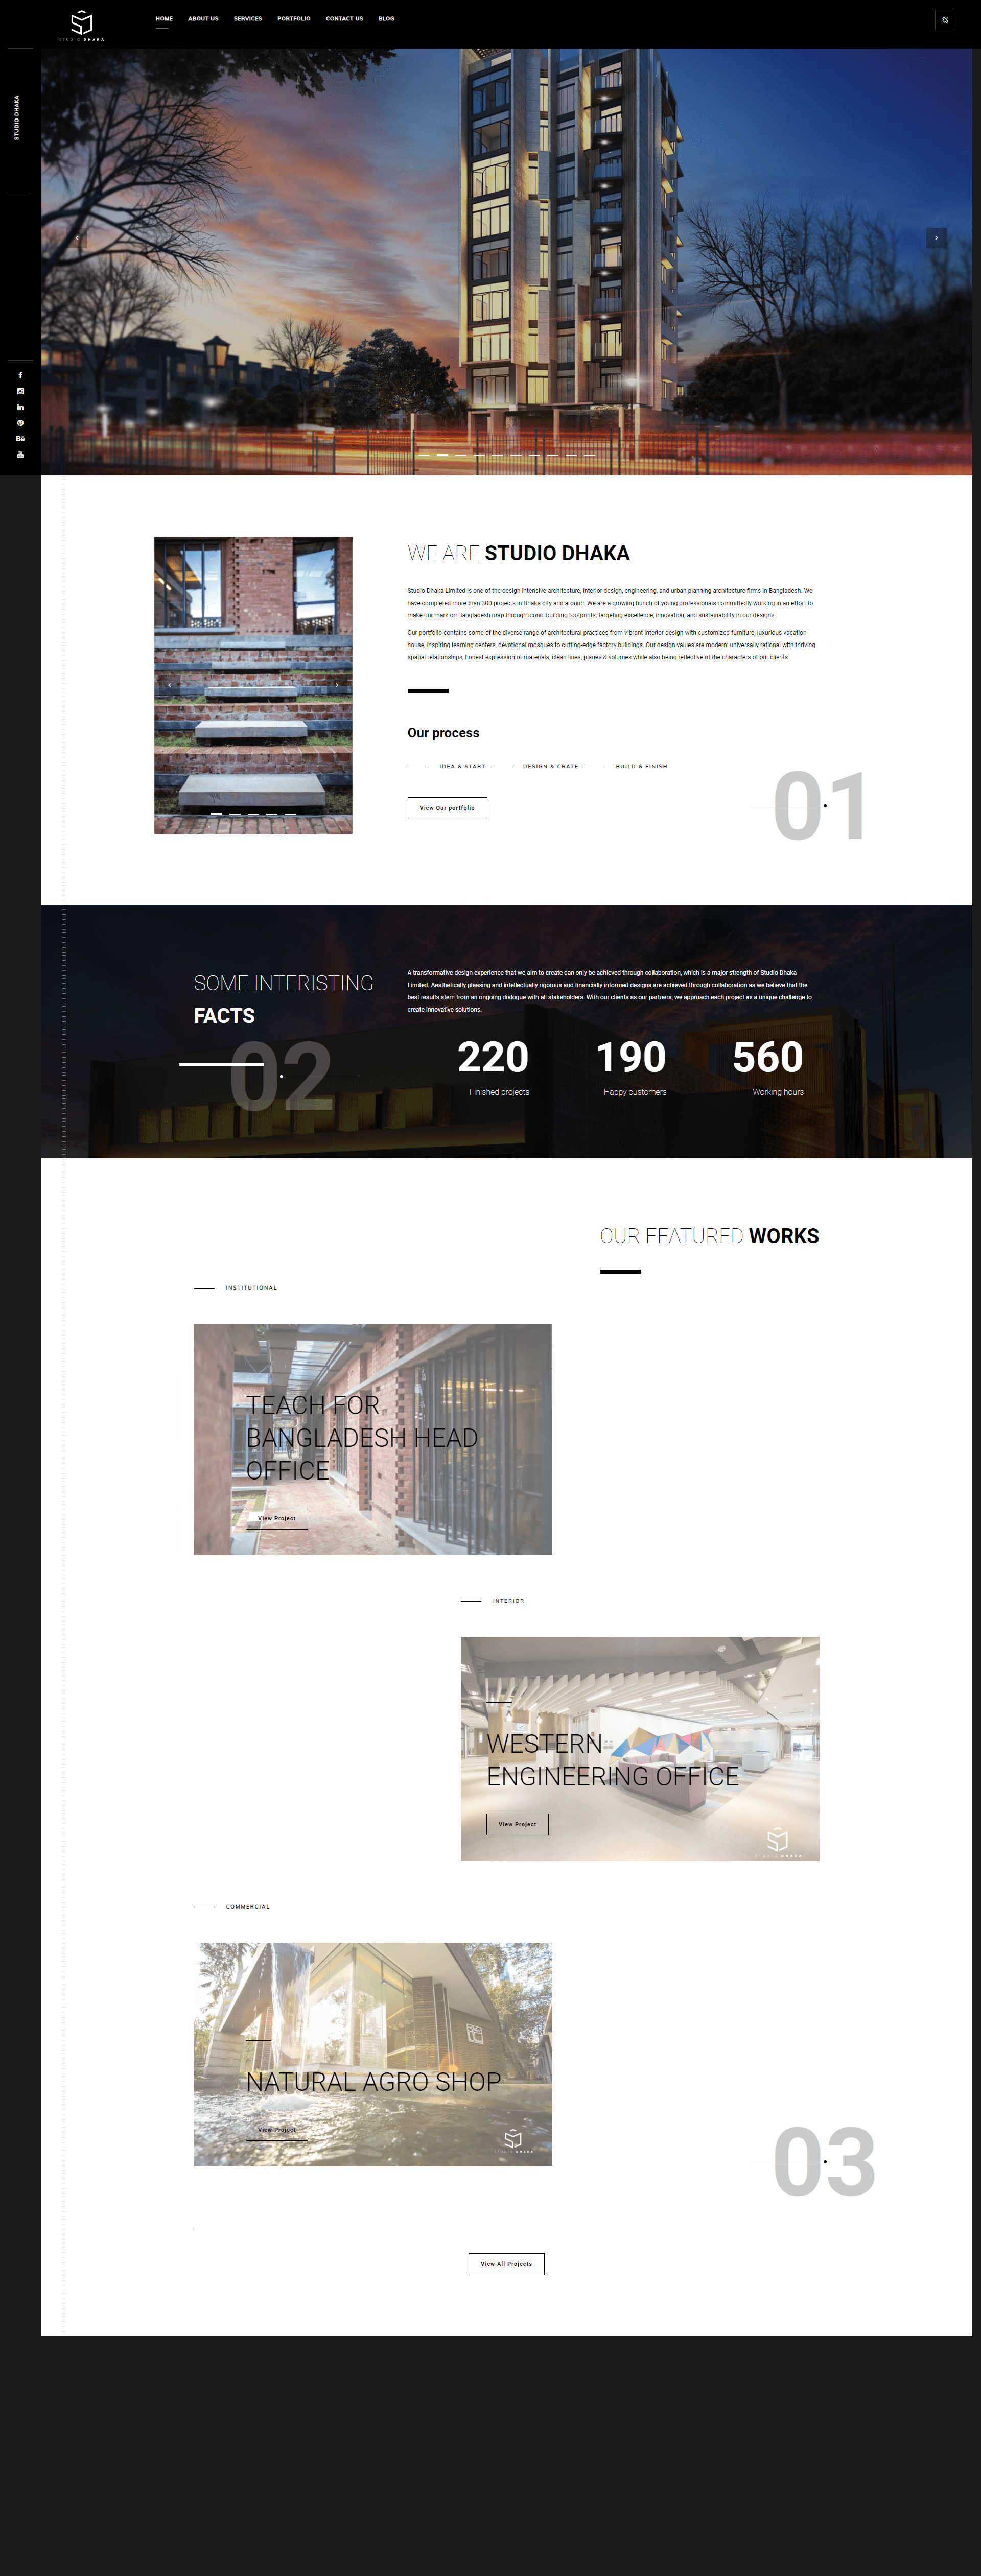 STUDIO DHAKA
HOME ABOUT US SERVICES PORTFOLIO CONTACT US BLOG
STUDIO DHAKA
WE ARE STUDIO DHAKA
Studio Dhaka Limited is one of the design intensive architecture, interior design, engineering, and urban planning architecture firms in Bangladesh. We
have completed more than 300 projects in Dhaka city and around. We are a growing bunch of young professionals committedly working in an effort to
make our mark on Bangladesh map through iconic building footprints, targeting excellence, innovation, and sustainability in our designs.
Our portfolio contains some of the diverse range of architectural practices from vibrant interior design with customized furniture, luxurious vacation
house, inspiring learning centers, devotional mosques to cutting-edge factory buildings. Our design values are modern: universally rational with thriving
spatial relationships, honest expression of materials, clean lines, planes & volumes while also being reflective of the characters of our clients
Our process
IDEA & START DESIGN & CRATE BUILD & FINISH
View Our portfolio
01
SOME INTERISTING
FACTS
02
A transformative design experience that we aim to create can only be achieved through collaboration, which is a major strength of Studio Dhaka
Limited. Aesthetically pleasing and intellectually rigorous and financially informed designs are achieved through collaboration as we believe that the
best results stem from an ongoing dialogue with all stakeholders. With our clients as our partners, we approach each project as a unique challenge to
create innovative solutions.
220 190 560
Finished projects Happy customers Working hours
OUR FEATURED WORKS
INSTITUTIONAL
TEACH FOR
BANGLADESH HEAD
OFFICE
View Project
INTERIOR
WESTERN
ENGINEERING OFFICE
View Project
STUDIO DHAKA
COMMERCIAL
NATURAL AGRO SHOP
View Project
STUDIO DHAKA
03
View All Projects